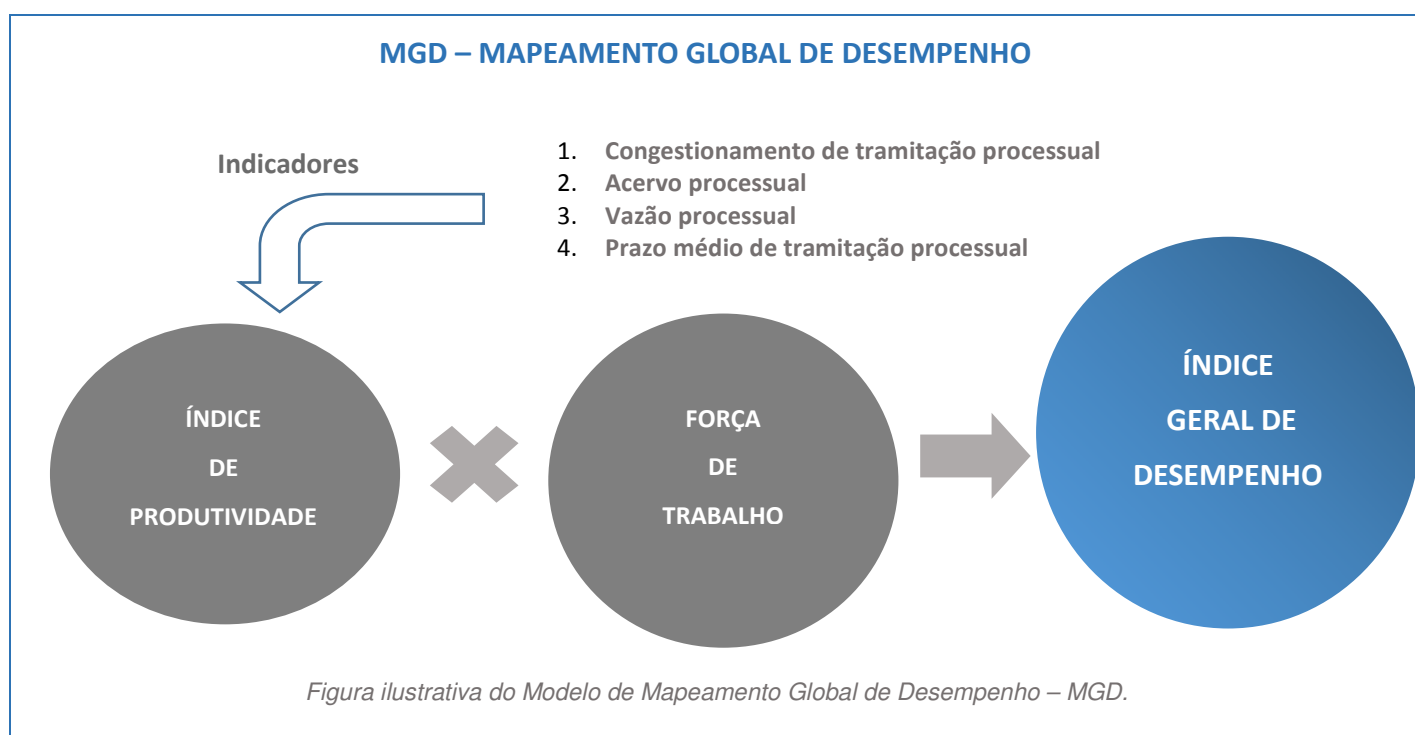 MGD – MAPEAMENTO GLOBAL DE DESEMPENHO
Indicadores
1. Congestionamento de tramitação processual
2. Acervo processual
3. Vazão processual
4. Prazo médio de tramitação processual
ÍNDICE
DE
PRODUTIVIDADE
FORÇA
DE
TRABALHO
ÍNDICE
GERAL DE
DESEMPENHO
Figura ilustrativa do Modelo de Mapeamento Global de Desempenho – MGD.